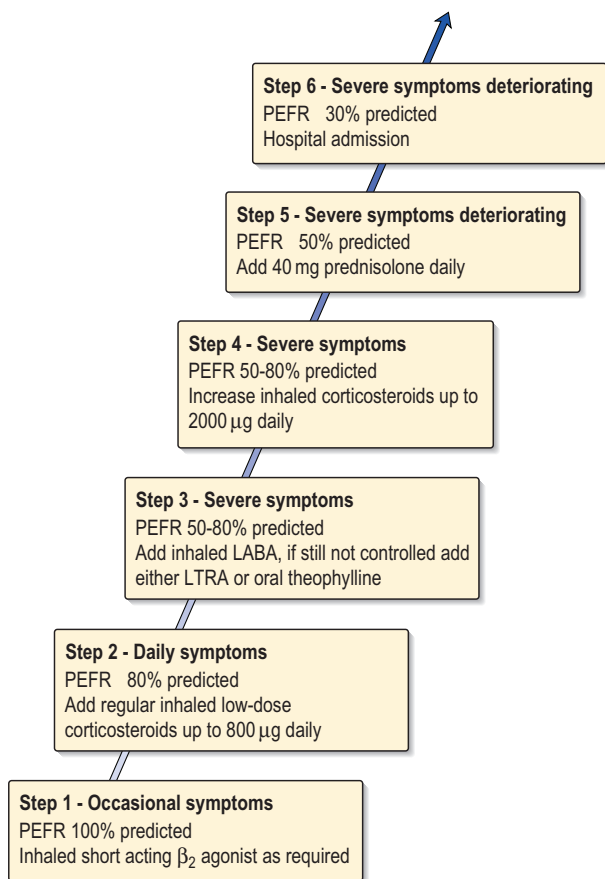 Step 6 - Severe symptoms deteriorating
PEFR 30% predicted
Hospital admission
Step 5 - Severe symptoms deteriorating
PEFR 50% predicted
Add 40 mg prednisolone daily
Step 4 - Severe symptoms
PEFR 50-80% predicted
Increase inhaled corticosteroids up to
2000 μg daily
Step 3 - Severe symptoms
PEFR 50-80% predicted
Add inhaled LABA, if still not controlled add
either LTRA or oral theophylline
Step 2 - Daily symptoms
PEFR 80% predicted
Add regular inhaled low-dose
corticosteroids up to 800 μg daily
Step 1 - Occasional symptoms
PEFR 100% predicted
Inhaled short acting β₂ agonist as required